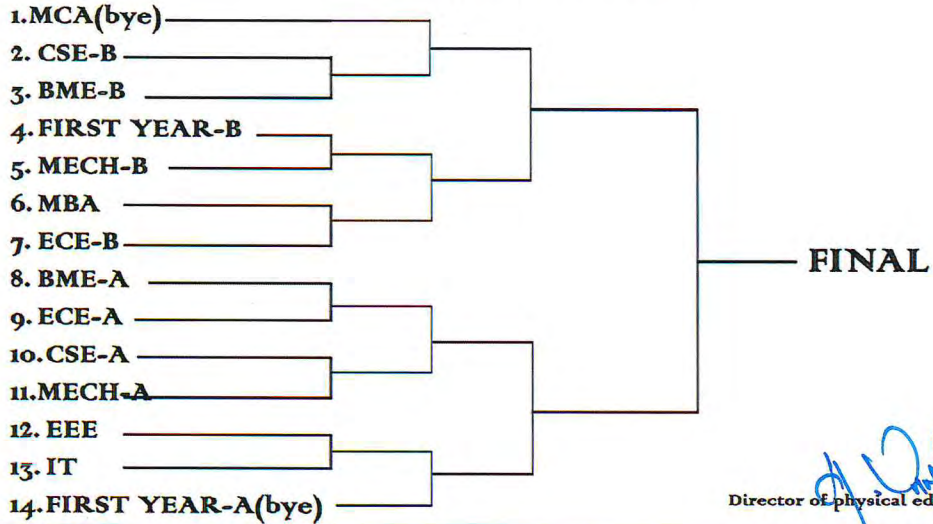 1.MCA(bye)
2. CSE-B
3. BME-B
4. FIRST YEAR-B
5. MECH-B
6. MBA
7. ECE-B
8. BME-A
9. ECE-A
10. CSE-A
11.MECH-A
12. EEE
13. IT
14. FIRST YEAR-A(bye)
FINAL
Director of physical